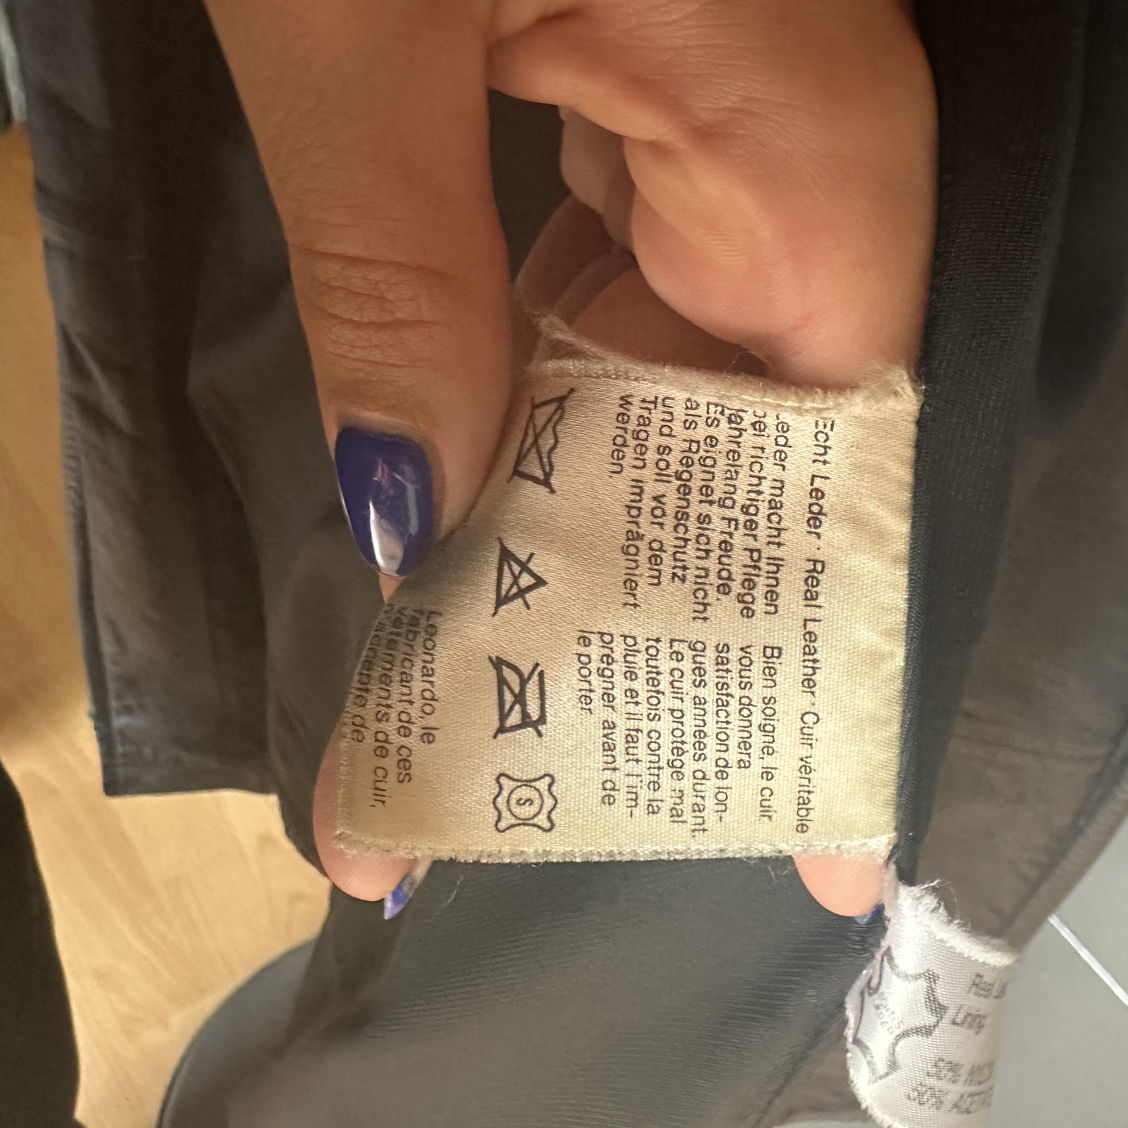 Echt Leder · Real Leather · Cuir véritable
Leder macht Ihnen
bei richtiger Pflege
Jahrelang Freude.
Es eignet sich nicht
als Regenschutz
und soll vor dem
Tragen imprägniert
werden.
Bien soigné, le cuir
vous donnera
satisfaction de lon-
gues années durant.
Le cuir protège mal
toutefois contre la
pluie et il faut l'im-
prégner avant de
le porter.
S
Leonardo, le
fabricant de ces
vêtements de cuir,
de
Real
Lining
50%
50%